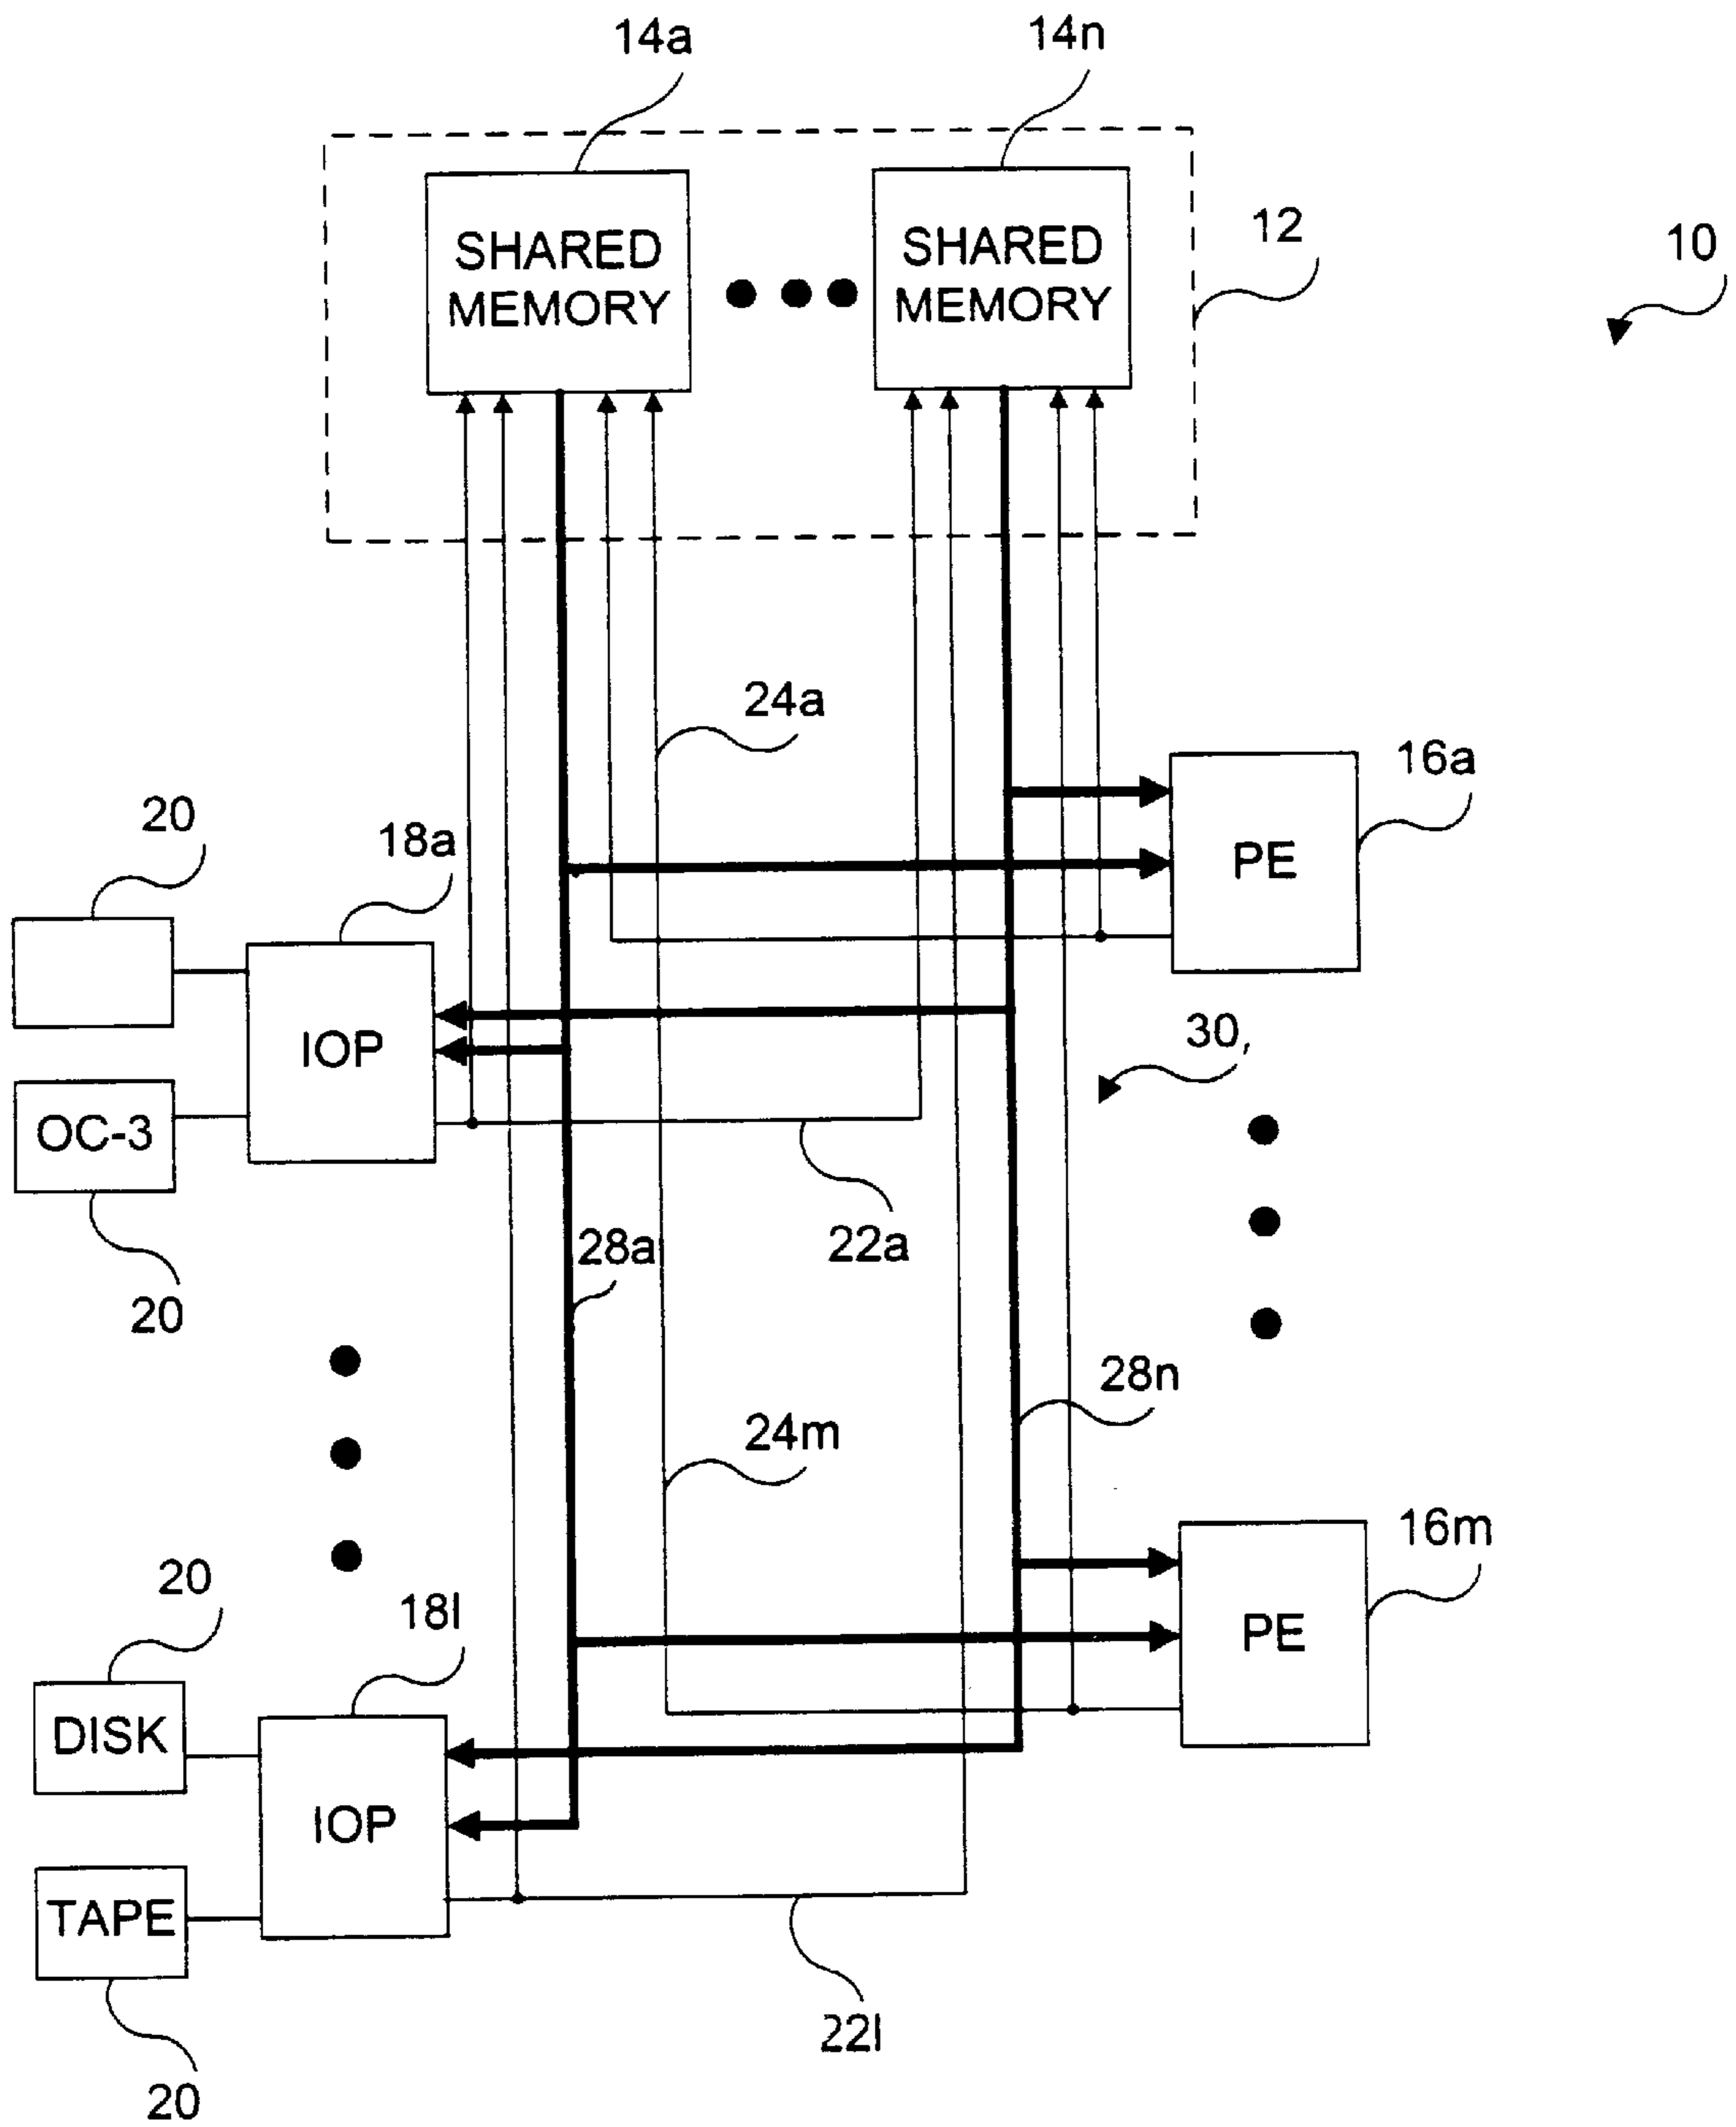 14a
14n
SHARED
MEMORY
SHARED
MEMORY
12
10
24a
16a
20
18a
PE
IOP
30,
OC-3
22a
28a
20
28n
24m
16m
20
18l
PE
DISK
IOP
TAPE
22l
20